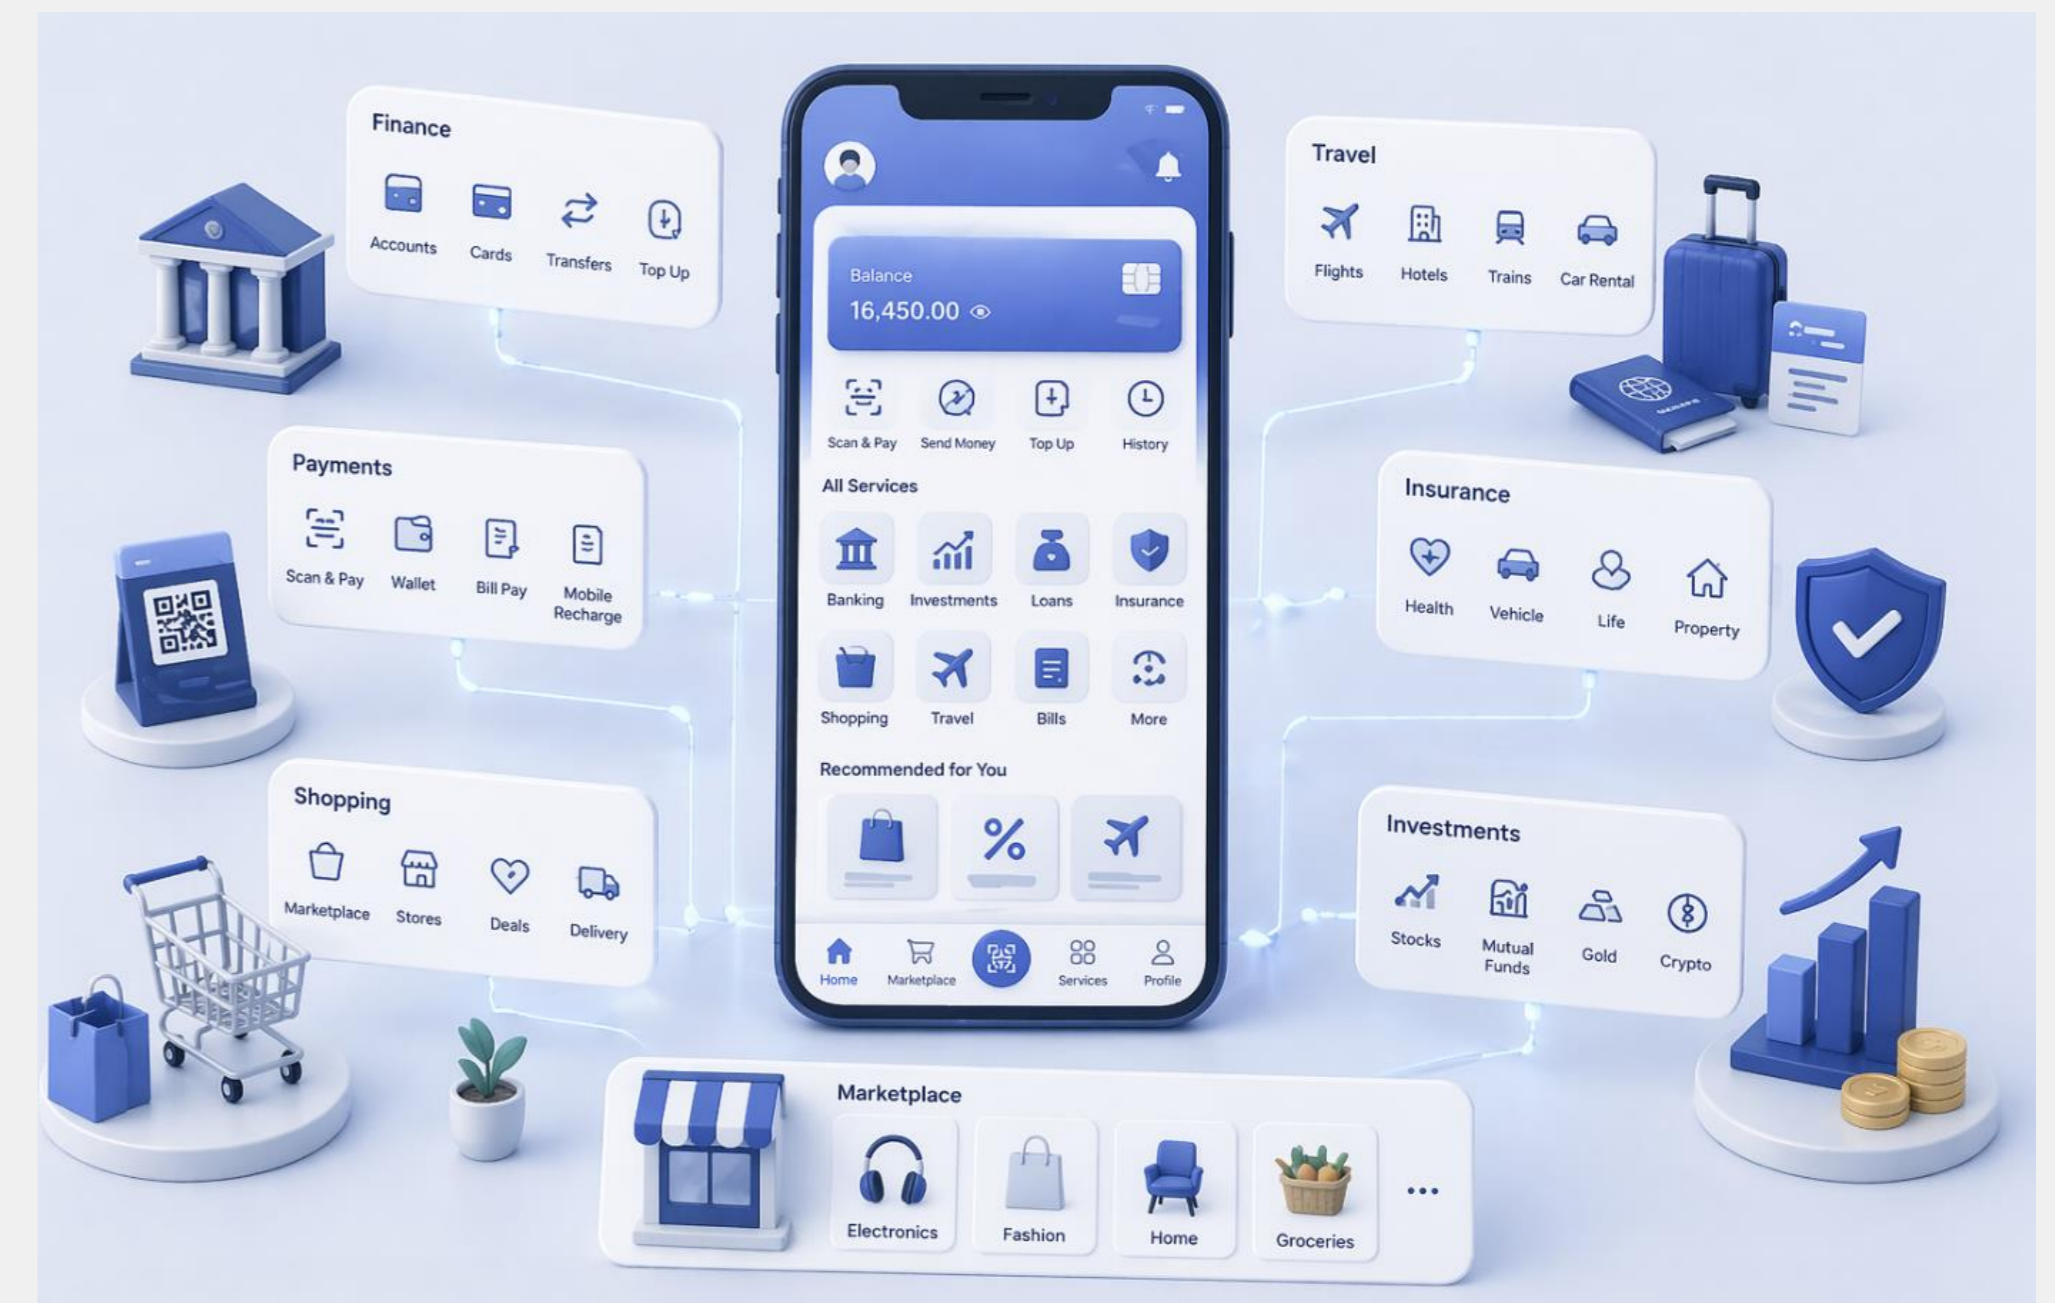 Finance
Accounts
Cards
Transfers
Top Up
Payments
Scan & Pay
Wallet
Bill Pay
Mobile
Recharge
Shopping
Marketplace
Stores
Deals
Delivery
Balance
16,450.00
Scan & Pay
Send Money
Top Up
History
All Services
Banking
Investments
Loans
Insurance
Shopping
Travel
Bills
More
Recommended for You
Home
Marketplace
Services
Profile
Travel
Flights
Hotels
Trains
Car Rental
Insurance
Health
Vehicle
Life
Property
Investments
Stocks
Mutual
Funds
Gold
Crypto
Marketplace
Electronics
Fashion
Home
Groceries